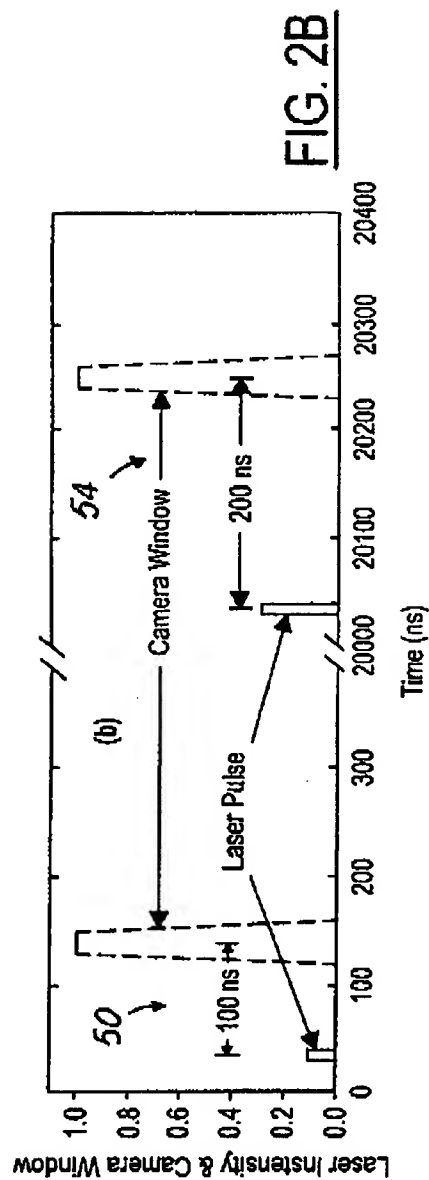 Laser Instensity & Camera Window
1.0
0.8
0.6
0.4
0.2
0.0
50
(b)
54
Camera Window
100 ns
200 ns
Laser Pulse
0
100
200
300
20000
20100
20200
20300
20400
Time (ns)
FIG. 2B